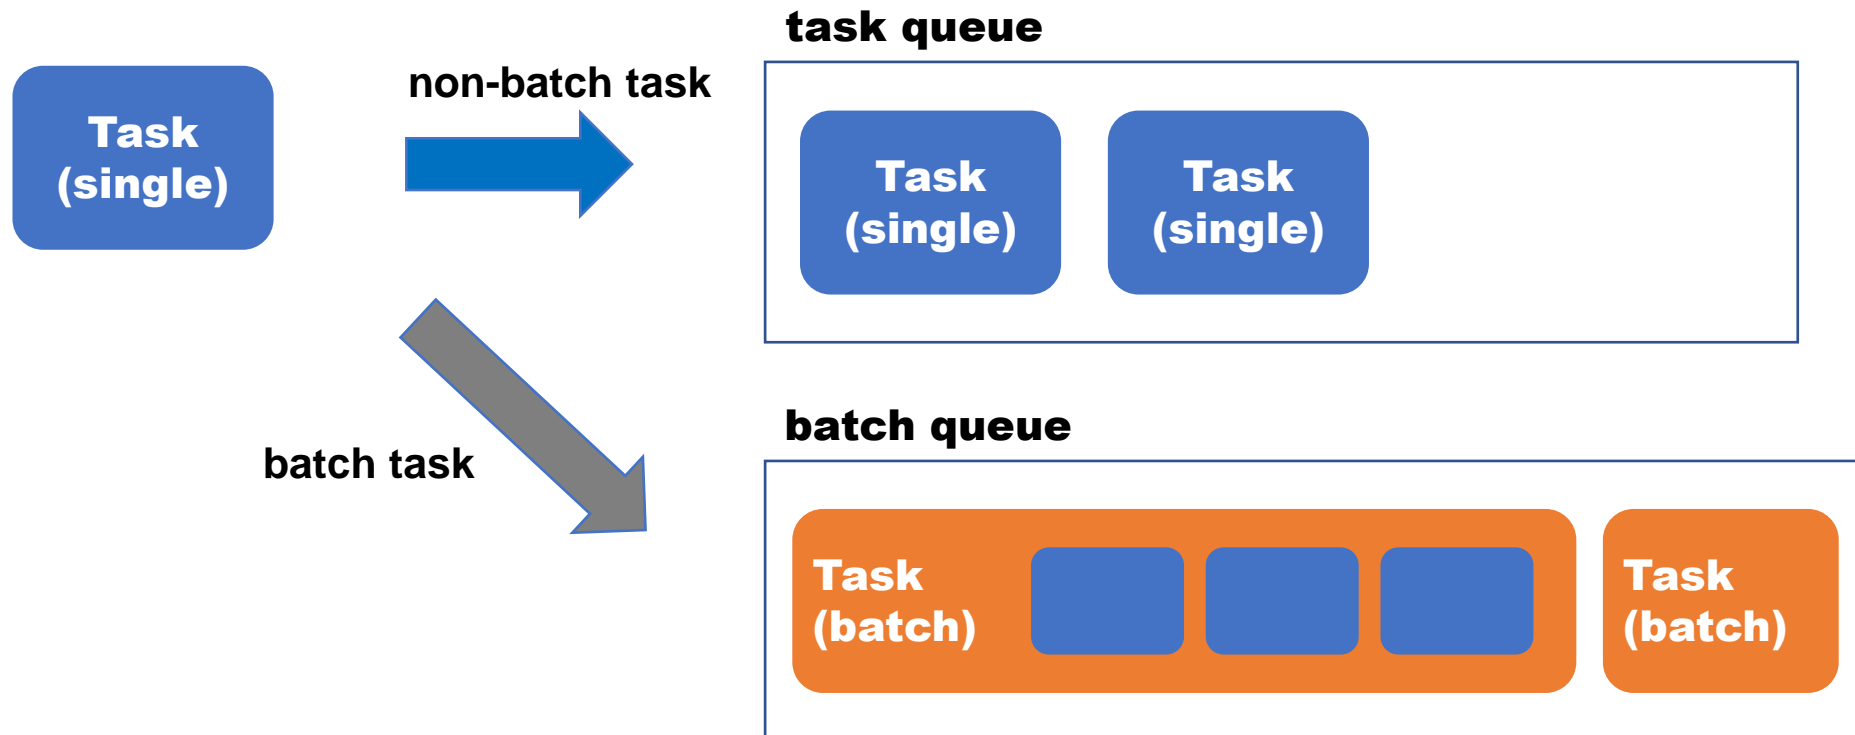 task queue
non-batch task
Task
(single)
Task
(single)
Task
(single)
batch queue
batch task
Task
(batch)
Task
(batch)